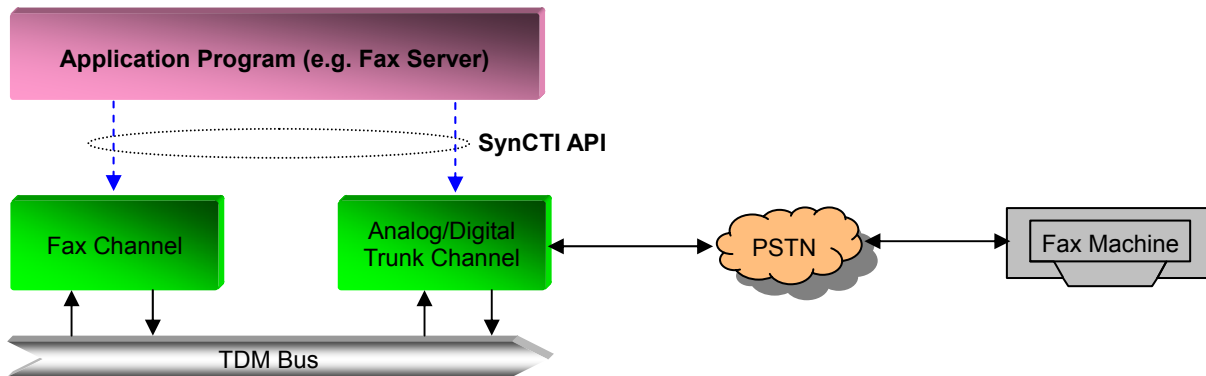 Application Program (e.g. Fax Server)
SynCTI API
Fax Channel
Analog/Digital
Trunk Channel
PSTN
Fax Machine
TDM Bus